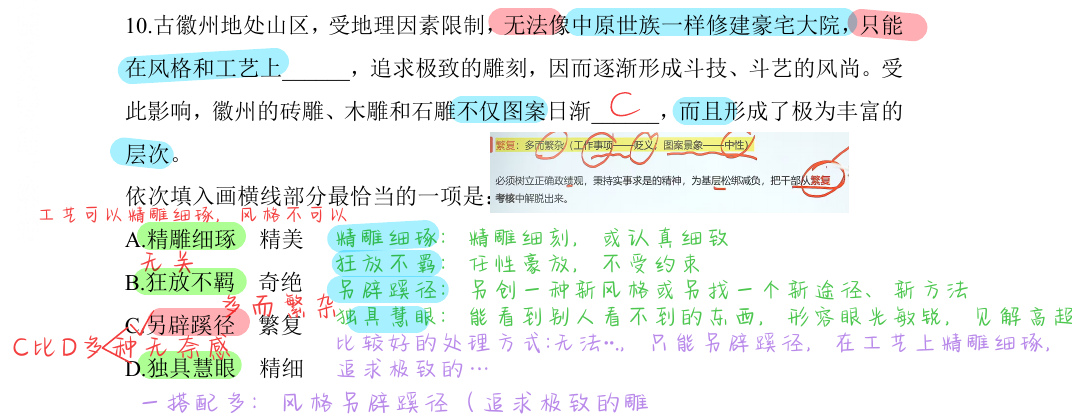 10.古徽州地处山区，受地理因素限制，无法像中原世族一样修建豪宅大院，只能
在风格和工艺上______，追求极致的雕刻，因而逐渐形成斗技、斗艺的风尚。受
此影响，徽州的砖雕、木雕和石雕不仅图案日渐___C___，而且形成了极为丰富的
层次。
繁复：多而繁杂（工作事项——贬义；图案景象——中性）
必须树立正确政绩观，秉持实事求是的精神，为基层松绑减负，把干部从繁复
考核中解脱出来。
依次填入画横线部分最恰当的一项是：
工艺可以精雕细琢，风格不可以
A.精雕细琢 精美 精雕细琢：精雕细刻，或认真细致
无关
B.狂放不羁 奇绝 狂放不羁：任性豪放，不受约束
另辟蹊径：另创一种新风格或另找一个新途径、新方法
多而繁杂
C.另辟蹊径 繁复 独具慧眼：能看到别人看不到的东西，形容眼光敏锐，见解高超
C比D多一种无奈感
比较好的处理方式:无法…，只能另辟蹊径，在工艺上精雕细琢，
D.独具慧眼 精细 追求极致的…
一搭配多：风格另辟蹊径（追求极致的雕